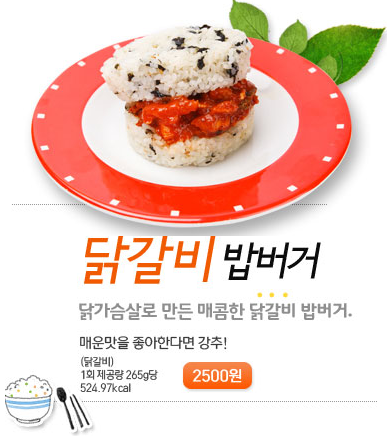 닭갈비 밥버거
닭가슴살로 만든 매콤한 닭갈비 밥버거.
매운맛을 좋아한다면 강추!
(닭갈비)
1회 제공량 265g당
524.97kcal
2500원